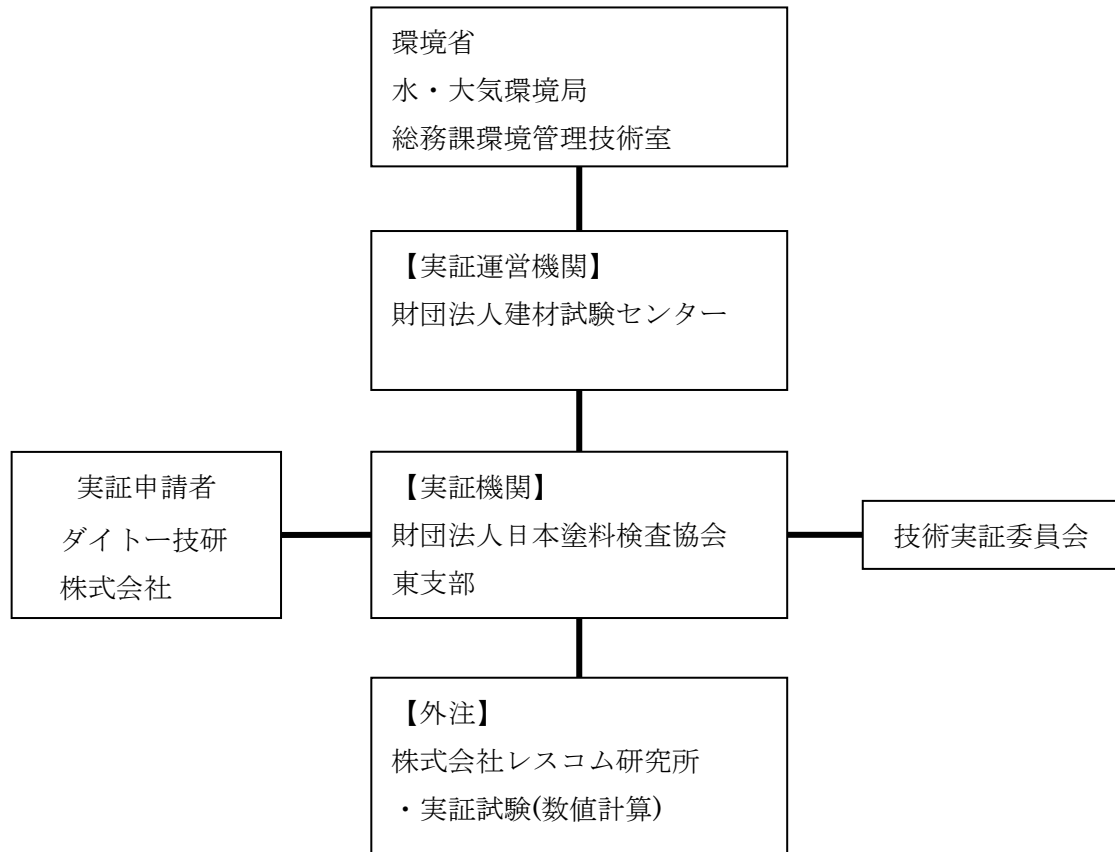 環境省
水・大気環境局
総務課環境管理技術室
【実証運営機関】
財団法人建材試験センター
実証申請者
ダイトー技研
株式会社
【実証機関】
財団法人日本塗料検査協会
東支部
技術実証委員会
【外注】
株式会社レスコム研究所
・実証試験(数値計算)